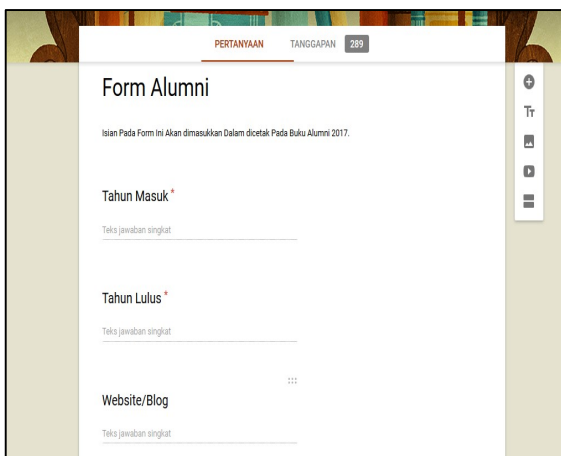 PERTANYAAN TANGGAPAN 289
Form Alumni
Isian Pada Form Ini Akan dimasukkan Dalam dicetak Pada Buku Alumni 2017.
Tahun Masuk *
Teks jawaban singkat
Tahun Lulus *
Teks jawaban singkat
Website/Blog
Teks jawaban singkat